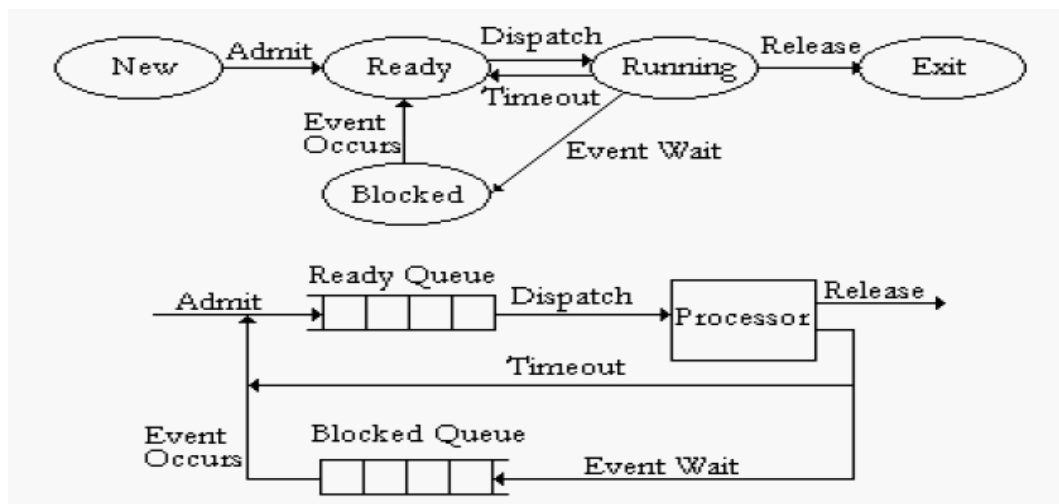 New
Admit
Ready
Dispatch
Timeout
Running
Release
Exit
Event
Occurs
Event Wait
Blocked
Ready Queue
Admit
Dispatch
Processor
Release
Timeout
Event
Occurs
Blocked Queue
Event Wait